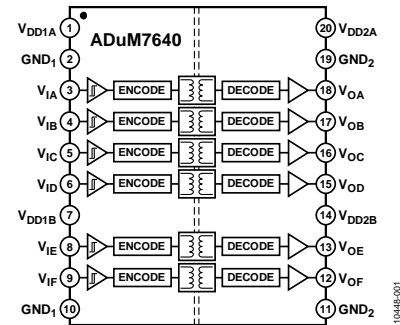 ADuM7640
VDD1A 1 20 VDD2A
GND1 2 19 GND2
VIA 3 ENCODE DECODE 18 VOA
VIB 4 ENCODE DECODE 17 VOB
VIC 5 ENCODE DECODE 16 VOC
VID 6 ENCODE DECODE 15 VOD
VDD1B 7 14 VDD2B
VIE 8 ENCODE DECODE 13 VOE
VIF 9 ENCODE DECODE 12 VOF
GND1 10 11 GND2
10448-001